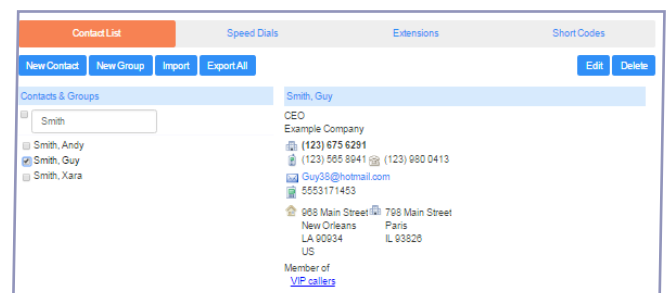 Contact List Speed Dials Extensions Short Codes
New Contact New Group Import Export All Edit Delete
Contacts & Groups
Smith
Smith, Andy
Smith, Guy
Smith, Xara
Smith, Guy
CEO
Example Company
(123) 675 6291
(123) 565 8941 (123) 980 0413
Guy38@hotmail.com
5553171453
968 Main Street 798 Main Street
New Orleans Paris
LA 90934 IL 93826
US
Member of
VIP callers